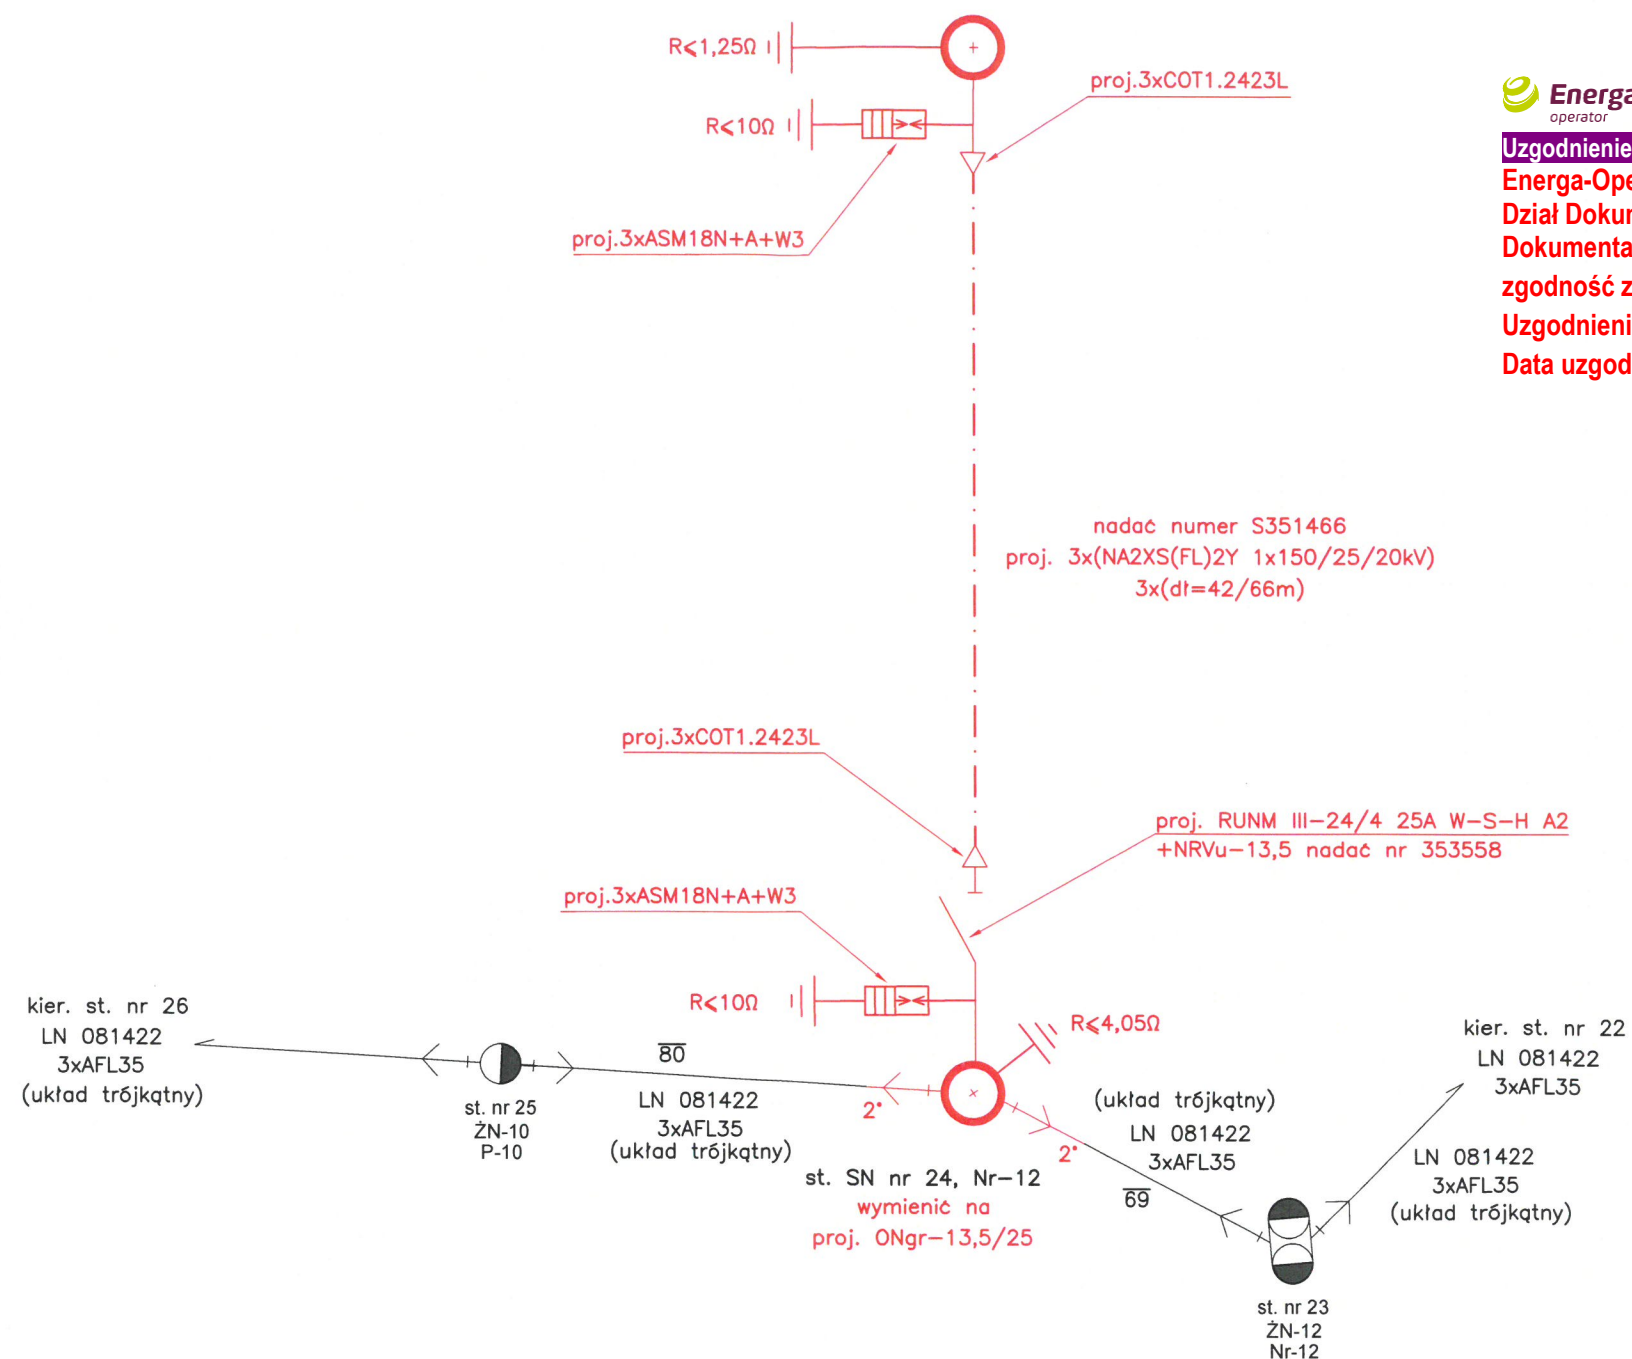 R≤1,25Ω
proj.3xCOT1.2423L
R≤10Ω
proj.3xASM18N+A+W3
Energa
operator
Uzgodnienie
Energa-Ope
Dział Dokur
Dokumenta
zgodność z
Uzgodnieni
Data uzgod
nadać numer S351466
proj. 3x(NA2XS(FL)2Y 1x150/25/20kV)
3x(dł=42/66m)
proj.3xCOT1.2423L
proj. RUNM III-24/4 25A W-S-H A2
+NRVu-13,5 nadać nr 353558
proj.3xASM18N+A+W3
R≤10Ω
R≤4,05Ω
kier. st. nr 26
LN 081422
3xAFL35
(układ trójkątny)
st. nr 25
ŻN-10
P-10
80
LN 081422
3xAFL35
(układ trójkątny)
2°
2°
st. SN nr 24, Nr-12
wymienić na
proj. ONgr-13,5/25
(układ trójkątny)
LN 081422
3xAFL35
69
kier. st. nr 22
LN 081422
3xAFL35
LN 081422
3xAFL35
(układ trójkątny)
st. nr 23
ŻN-12
Nr-12